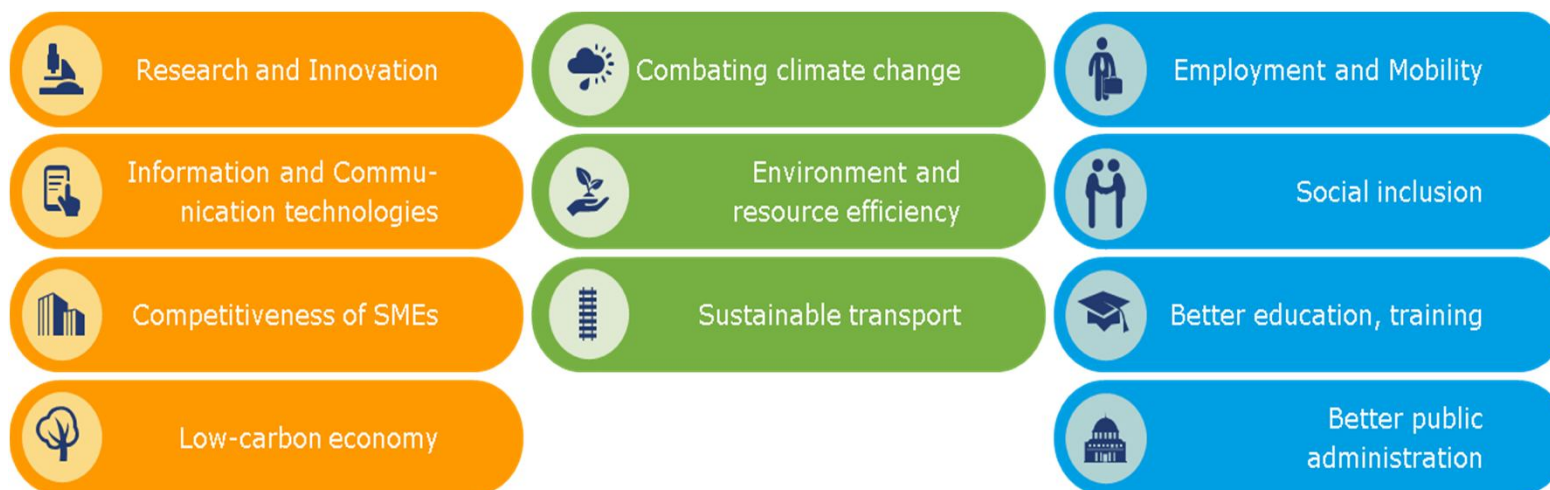 Research and Innovation
Information and Commu-
nication technologies
Competitiveness of SMEs
Low-carbon economy
Combating climate change
Environment and
resource efficiency
Sustainable transport
Employment and Mobility
Social inclusion
Better education, training
Better public
administration